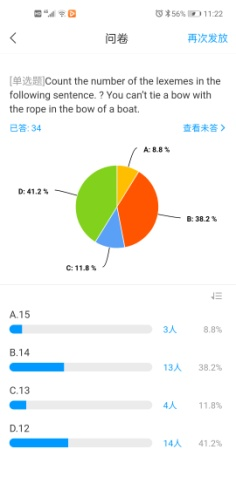 56% 11:22
问卷
再次发放
[单选题]Count the number of the lexemes in the
following sentence. ? You can't tie a bow with
the rope in the bow of a boat.
已答: 34
查看未答
A: 8.8 %
D: 41.2 %
B: 38.2 %
C: 11.8 %
A.15
3人 8.8%
B.14
13人 38.2%
C.13
4人 11.8%
D.12
14人 41.2%